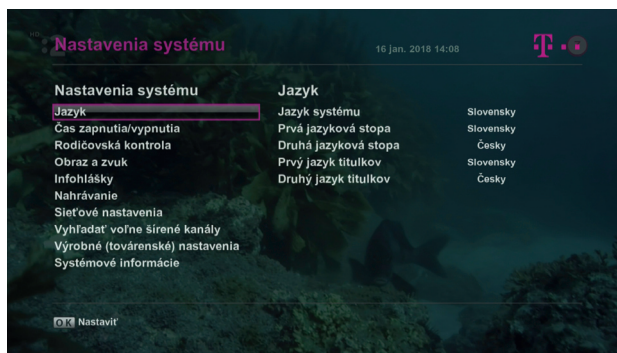 HD
Nastavenia systému
16 jan. 2018 14:08
T
Nastavenia systému
Jazyk
Čas zapnutia/vypnutia
Rodičovská kontrola
Obraz a zvuk
Infohlášky
Nahrávanie
Sieťové nastavenia
Vyhľadať voľne šírené kanály
Výrobné (továrenské) nastavenia
Systémové informácie
Jazyk
Jazyk systému Slovensky
Prvá jazyková stopa Slovensky
Druhá jazyková stopa Česky
Prvý jazyk titulkov Slovensky
Druhý jazyk titulkov Česky
OK Nastaviť